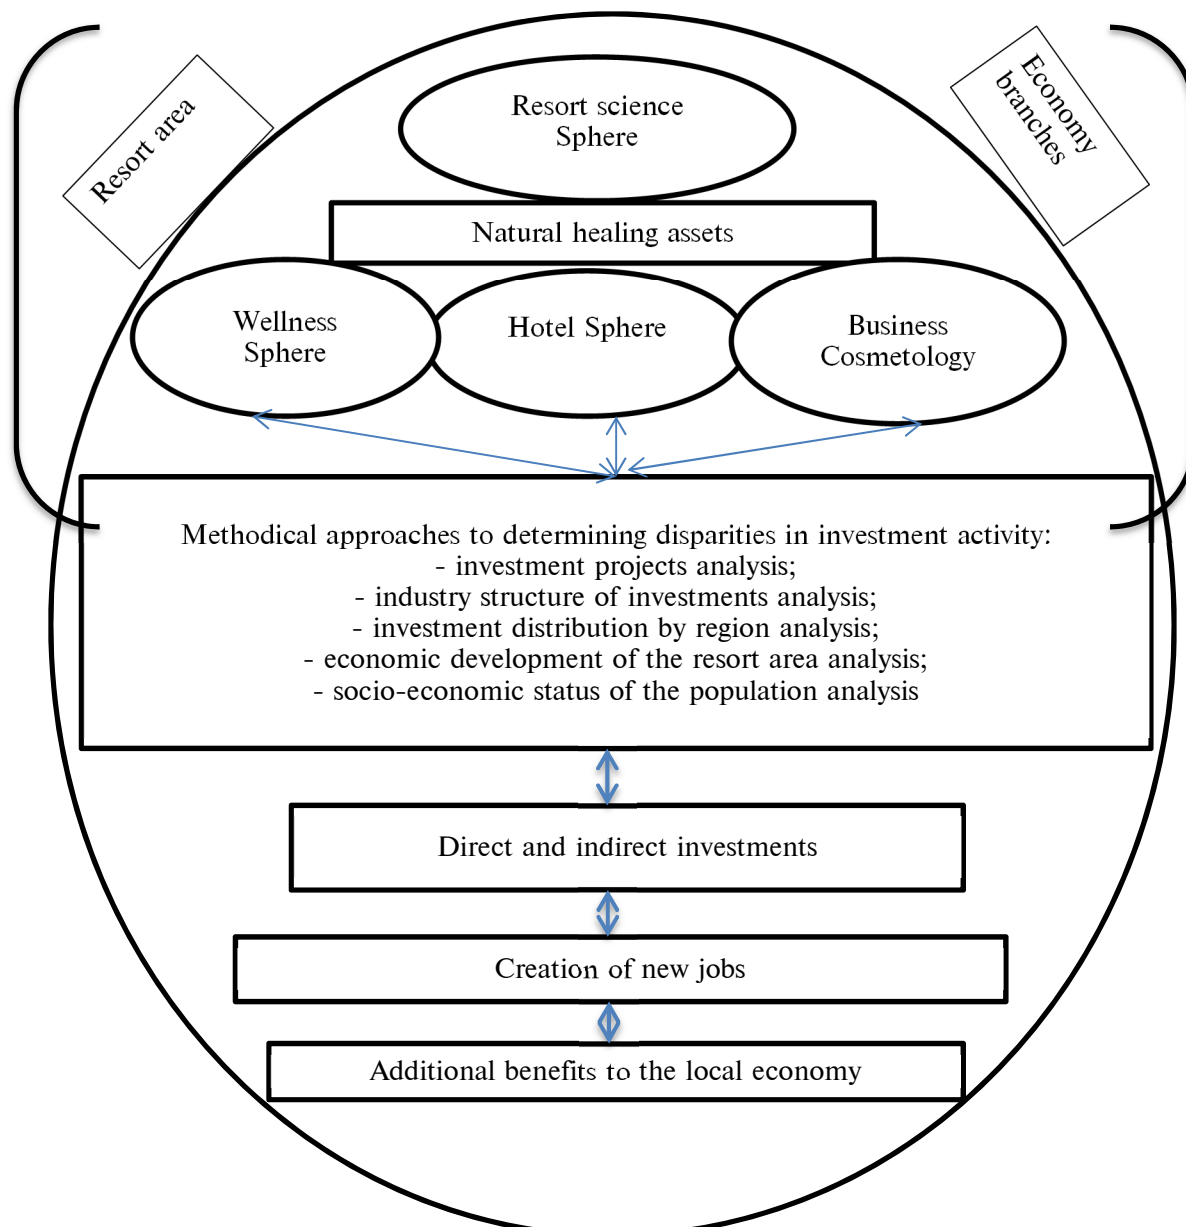 Resort area
Economy
branches
Resort science
Sphere
Natural healing assets
Wellness
Sphere
Hotel Sphere
Business
Cosmetology
Methodical approaches to determining disparities in investment activity:
- investment projects analysis;
- industry structure of investments analysis;
- investment distribution by region analysis;
- economic development of the resort area analysis;
- socio-economic status of the population analysis
Direct and indirect investments
Creation of new jobs
Additional benefits to the local economy